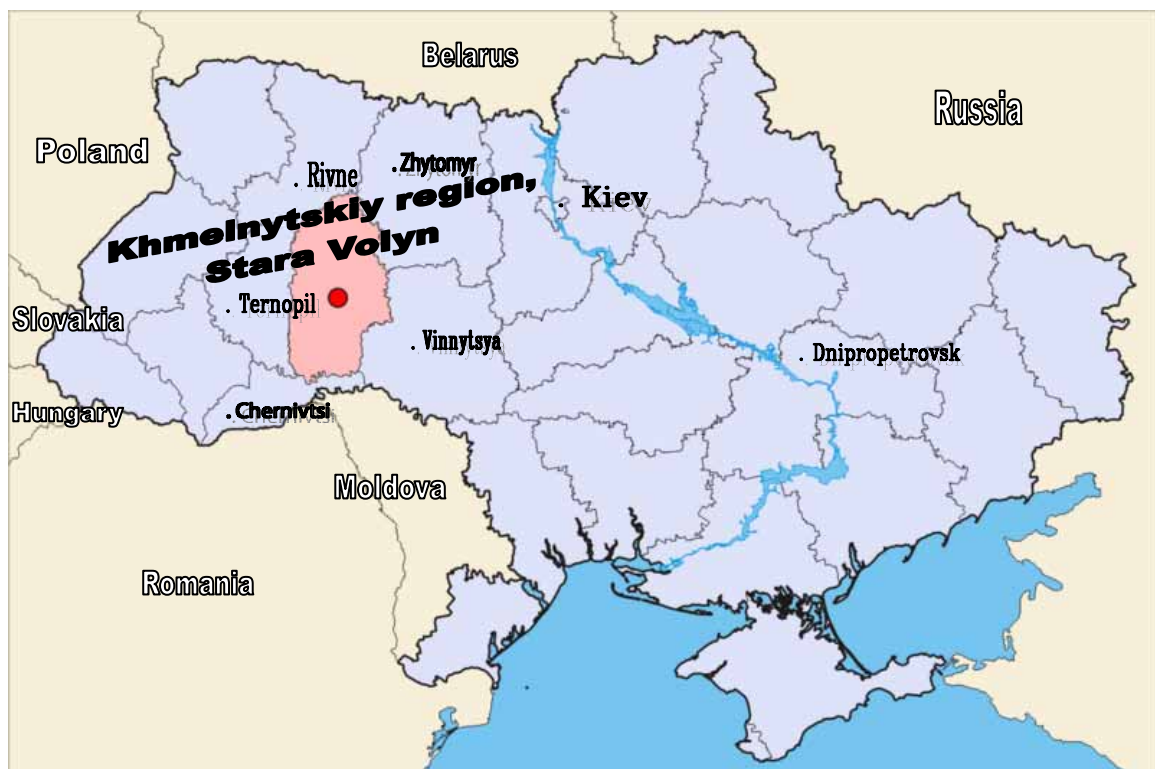 Belarus
Russia
Poland
Zhytomyr
Rivne
Khmelnytskiy region,
Stara Volyn
Kiev
Ternopil
Slovakia
Vinnytsya
Dnipropetrovsk
Hungary
Chernivtsi
Moldova
Romania